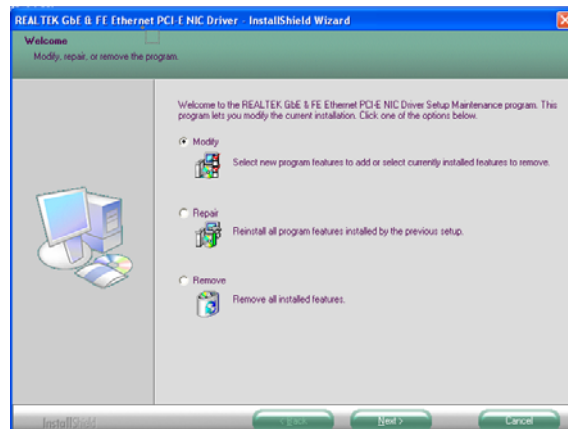 REALTEK GbE & FE Ethernet PCI-E NIC Driver - InstallShield Wizard
Welcome
Modify, repair, or remove the program.
Welcome to the REALTEK GbE & FE Ethernet PCI-E NIC Driver Setup Maintenance program. This
program lets you modify the current installation. Click one of the options below.
Modify
Select new program features to add or select currently installed features to remove.
Repair
Reinstall all program features installed by the previous setup.
Remove
Remove all installed features.
InstallShield
< Back
Next >
Cancel